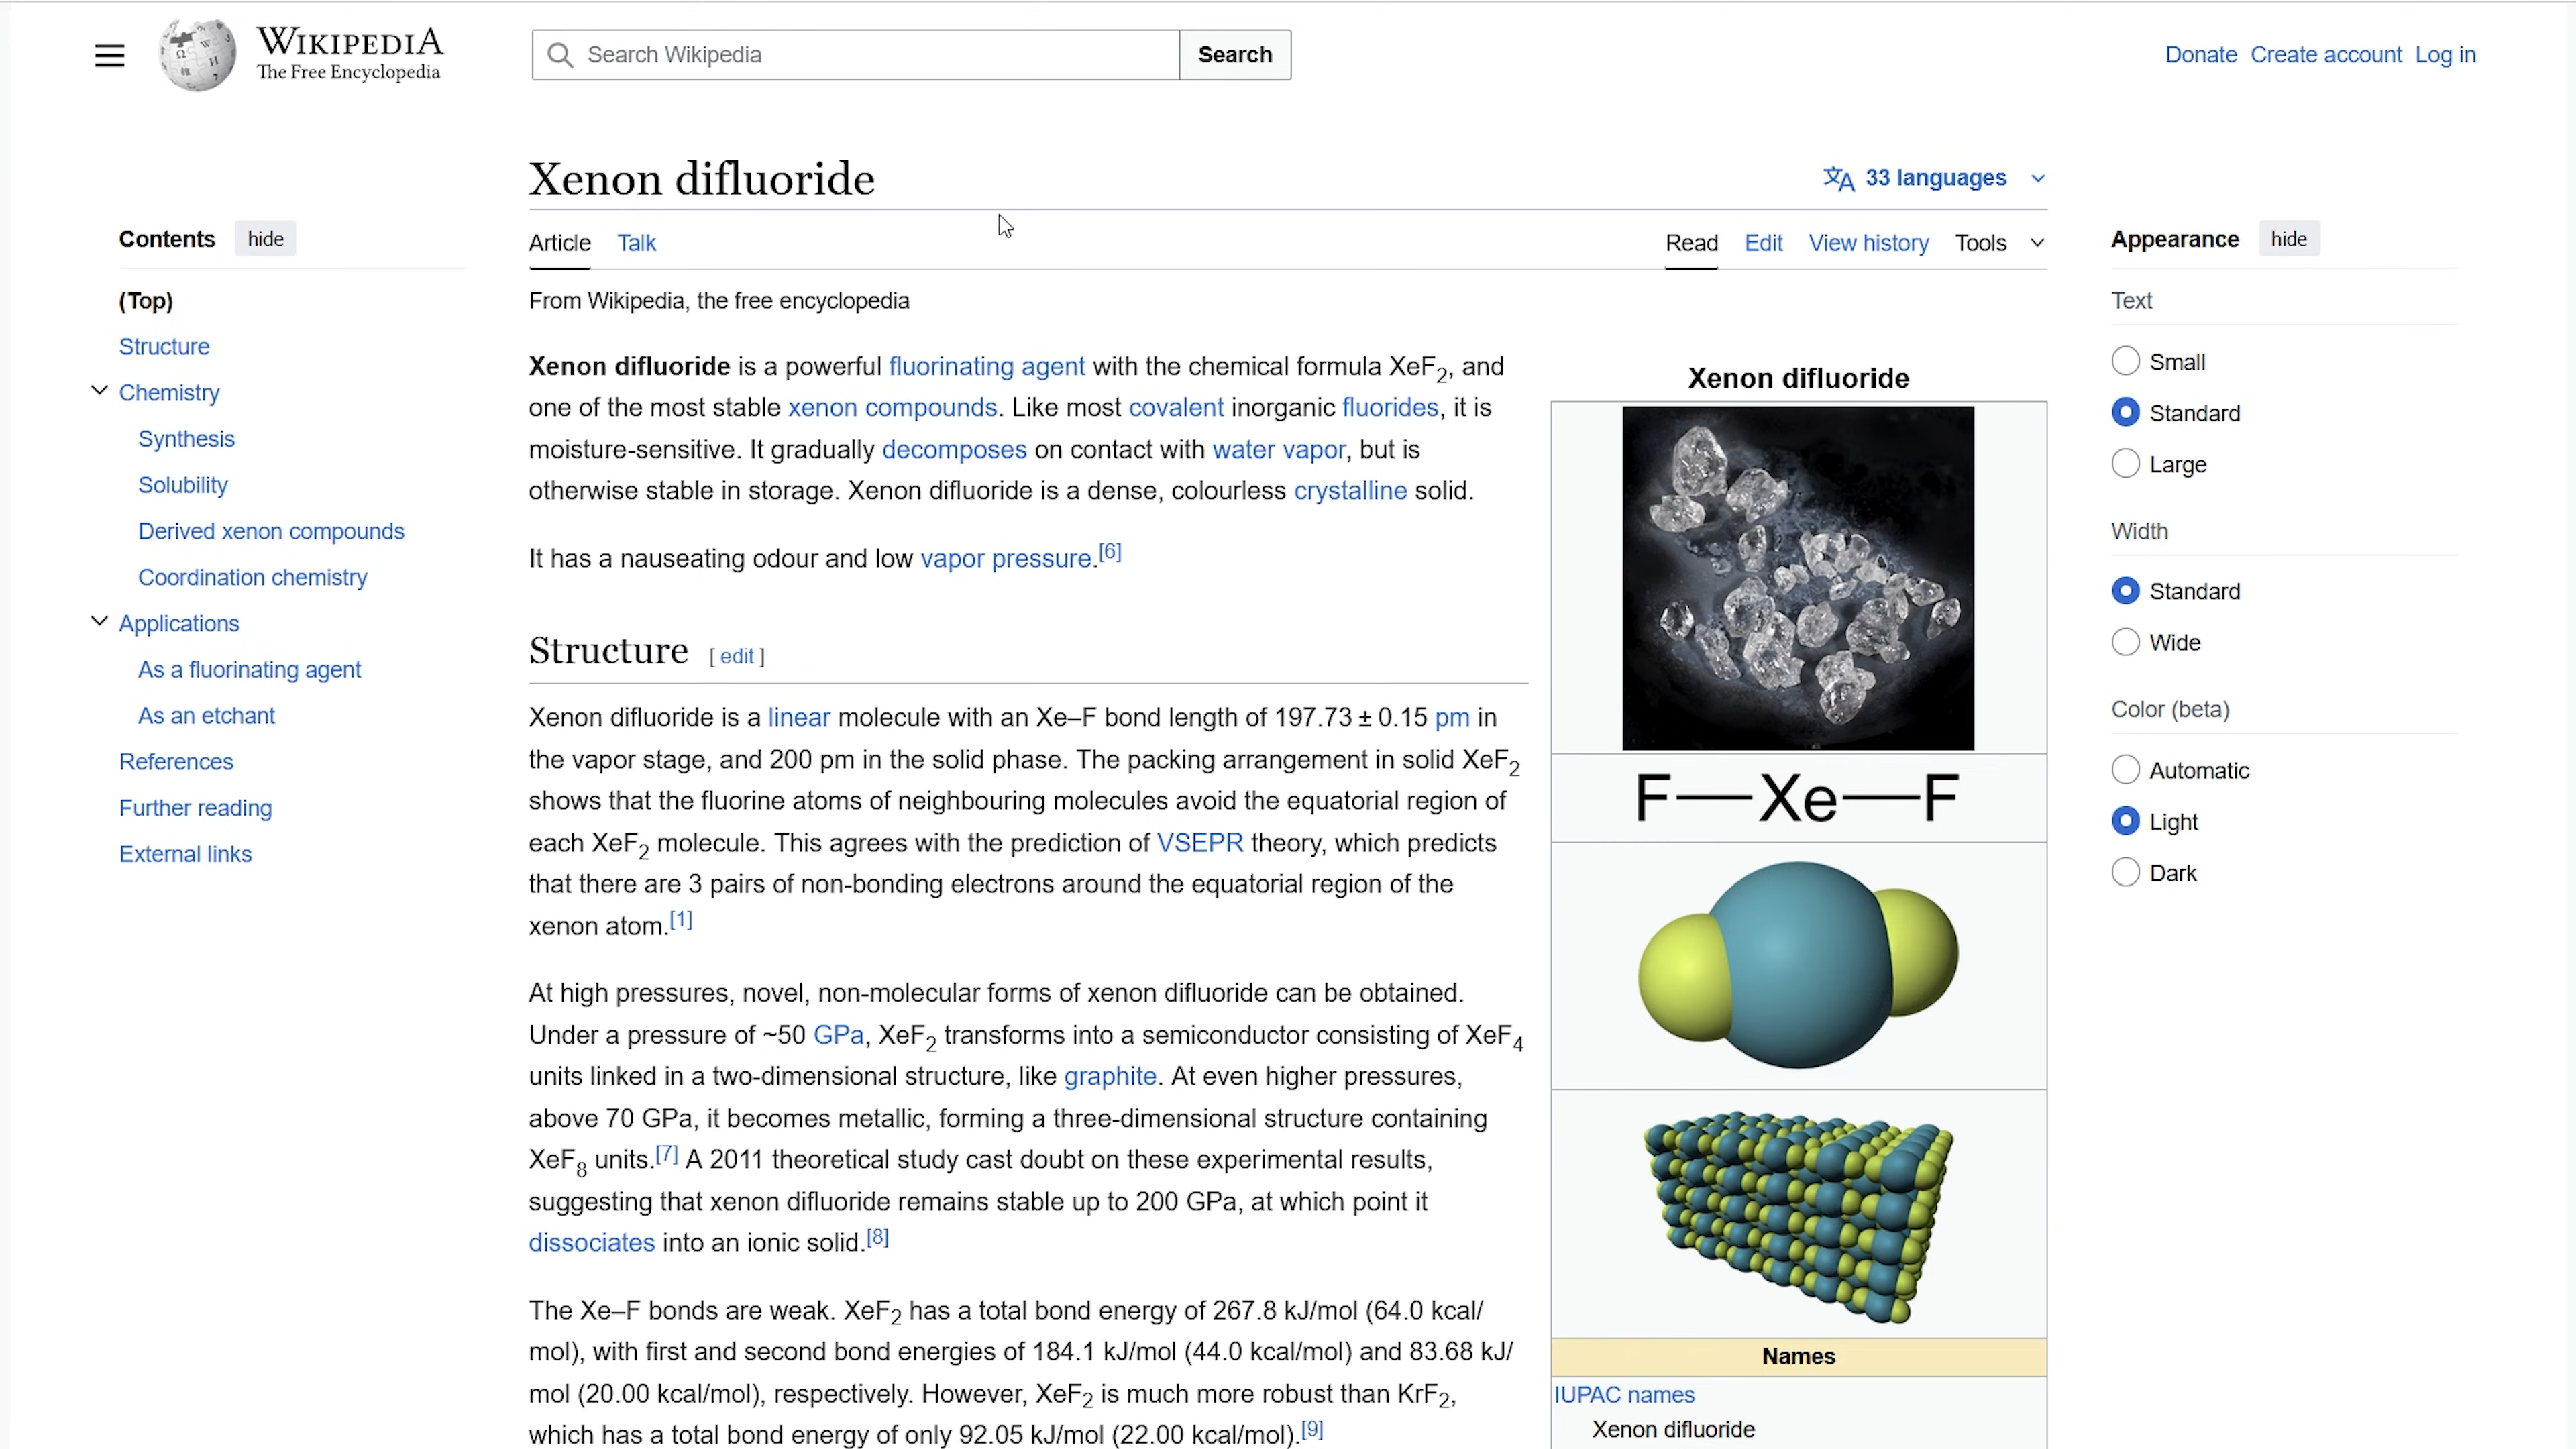 WIKIPEDIA
The Free Encyclopedia
Search Wikipedia
Search
Donate Create account Log in
Xenon difluoride
33 languages
Contents hide
(Top)
Structure
Chemistry
Synthesis
Solubility
Derived xenon compounds
Coordination chemistry
Applications
As a fluorinating agent
As an etchant
References
Further reading
External links
Article Talk
Read Edit View history Tools
From Wikipedia, the free encyclopedia
Xenon difluoride is a powerful fluorinating agent with the chemical formula XeF2, and
one of the most stable xenon compounds. Like most covalent inorganic fluorides, it is
moisture-sensitive. It gradually decomposes on contact with water vapor, but is
otherwise stable in storage. Xenon difluoride is a dense, colourless crystalline solid.
It has a nauseating odour and low vapor pressure.[6]
Structure [ edit ]
Xenon difluoride is a linear molecule with an Xe–F bond length of 197.73 ± 0.15 pm in
the vapor stage, and 200 pm in the solid phase. The packing arrangement in solid XeF2
shows that the fluorine atoms of neighbouring molecules avoid the equatorial region of
each XeF2 molecule. This agrees with the prediction of VSEPR theory, which predicts
that there are 3 pairs of non-bonding electrons around the equatorial region of the
xenon atom.[1]
At high pressures, novel, non-molecular forms of xenon difluoride can be obtained.
Under a pressure of ~50 GPa, XeF2 transforms into a semiconductor consisting of XeF4
units linked in a two-dimensional structure, like graphite. At even higher pressures,
above 70 GPa, it becomes metallic, forming a three-dimensional structure containing
XeF8 units.[7] A 2011 theoretical study cast doubt on these experimental results,
suggesting that xenon difluoride remains stable up to 200 GPa, at which point it
dissociates into an ionic solid.[8]
The Xe–F bonds are weak. XeF2 has a total bond energy of 267.8 kJ/mol (64.0 kcal/
mol), with first and second bond energies of 184.1 kJ/mol (44.0 kcal/mol) and 83.68 kJ/
mol (20.00 kcal/mol), respectively. However, XeF2 is much more robust than KrF2,
which has a total bond energy of only 92.05 kJ/mol (22.00 kcal/mol).[9]
Xenon difluoride
F—Xe—F
Names
IUPAC names
Xenon difluoride
Appearance hide
Text
Small
Standard
Large
Width
Standard
Wide
Color (beta)
Automatic
Light
Dark